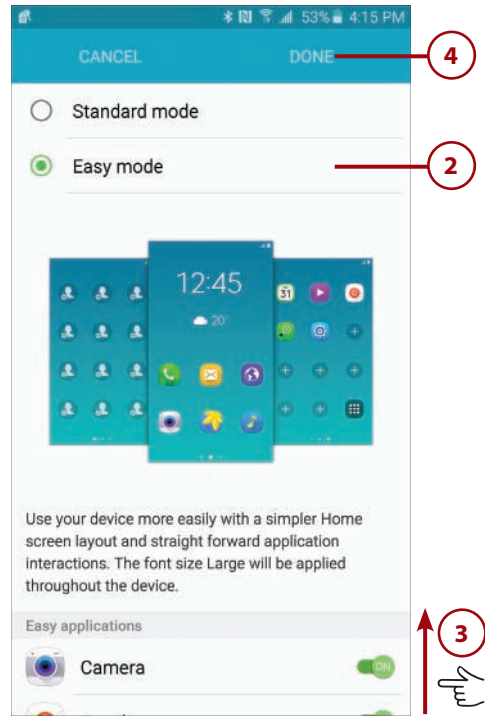 53% 4:15 PM
CANCEL DONE
4
Standard mode
Easy mode
2
12:45
20°
31
Use your device more easily with a simpler Home
screen layout and straight forward application
interactions. The font size Large will be applied
throughout the device.
Easy applications
3
Camera ON